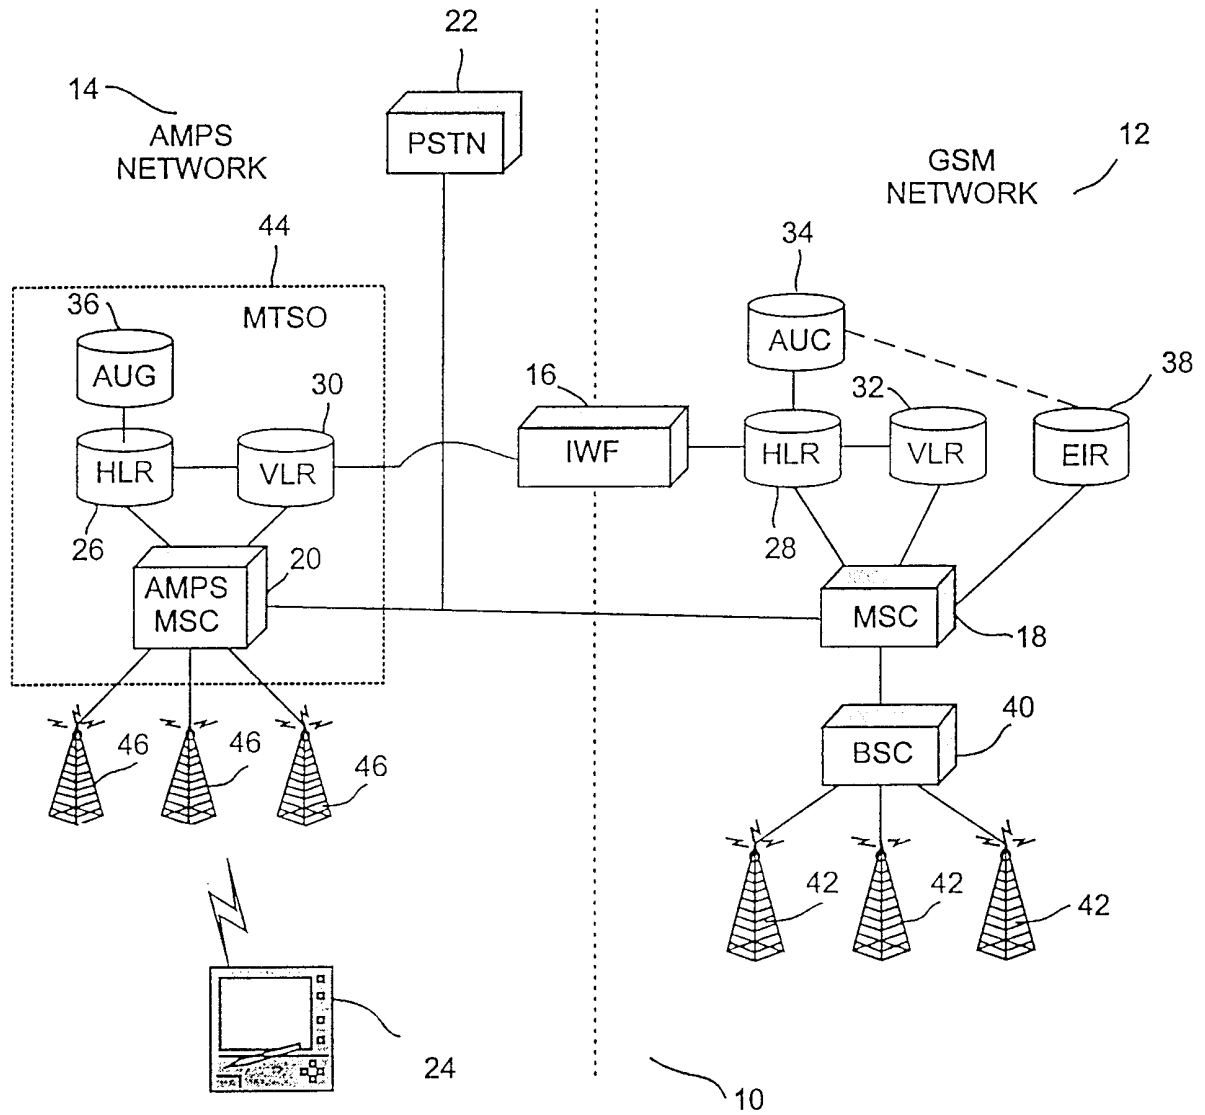 22
14
AMPS
NETWORK
PSTN
12
GSM
NETWORK
44
34
36
MTSO
AUG
AUC
30
16
32
38
HLR
VLR
IWF
HLR
VLR
EIR
26
20
28
AMPS
MSC
MSC
18
40
46
46
46
BSC
42
42
42
24
10